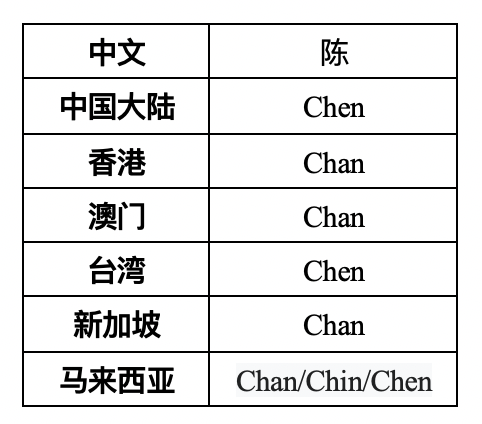 中文 陈
中国大陆 Chen
香港 Chan
澳门 Chan
台湾 Chen
新加坡 Chan
马来西亚 Chan/Chin/Chen